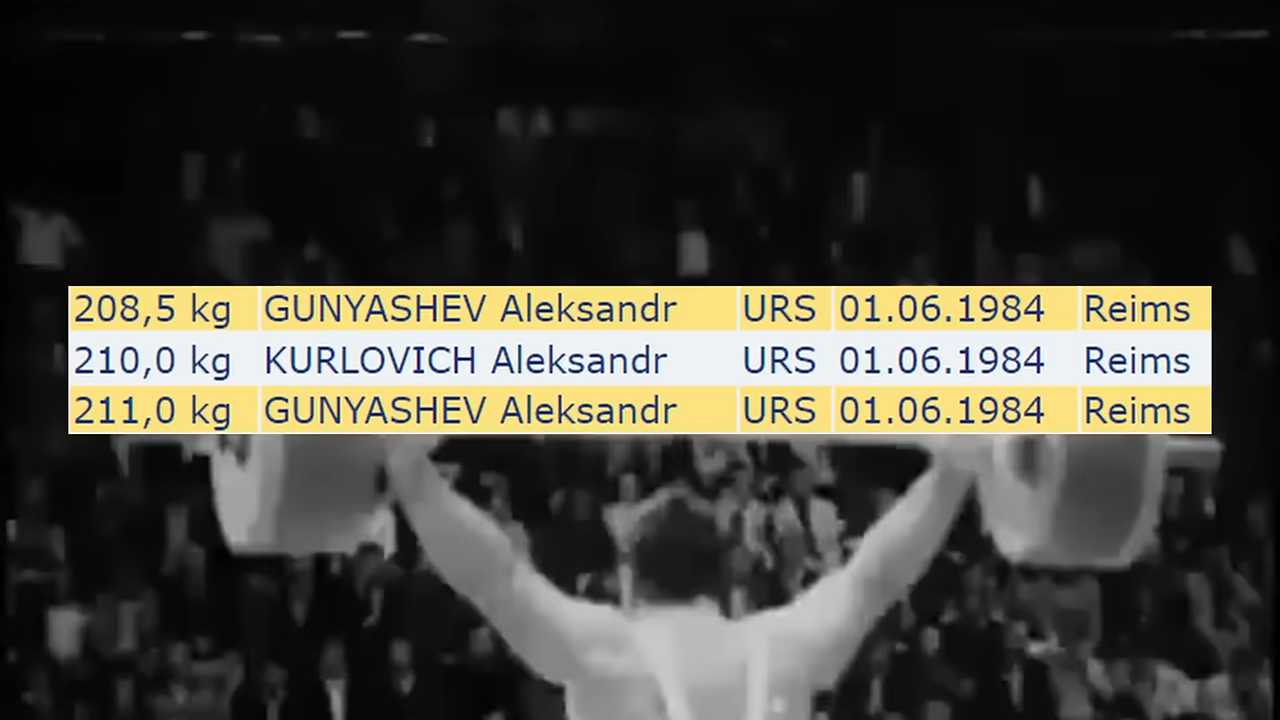 208,5 kg GUNYASHEV Aleksandr URS 01.06.1984 Reims
210,0 kg KURLOVICH Aleksandr URS 01.06.1984 Reims
211,0 kg GUNYASHEV Aleksandr URS 01.06.1984 Reims